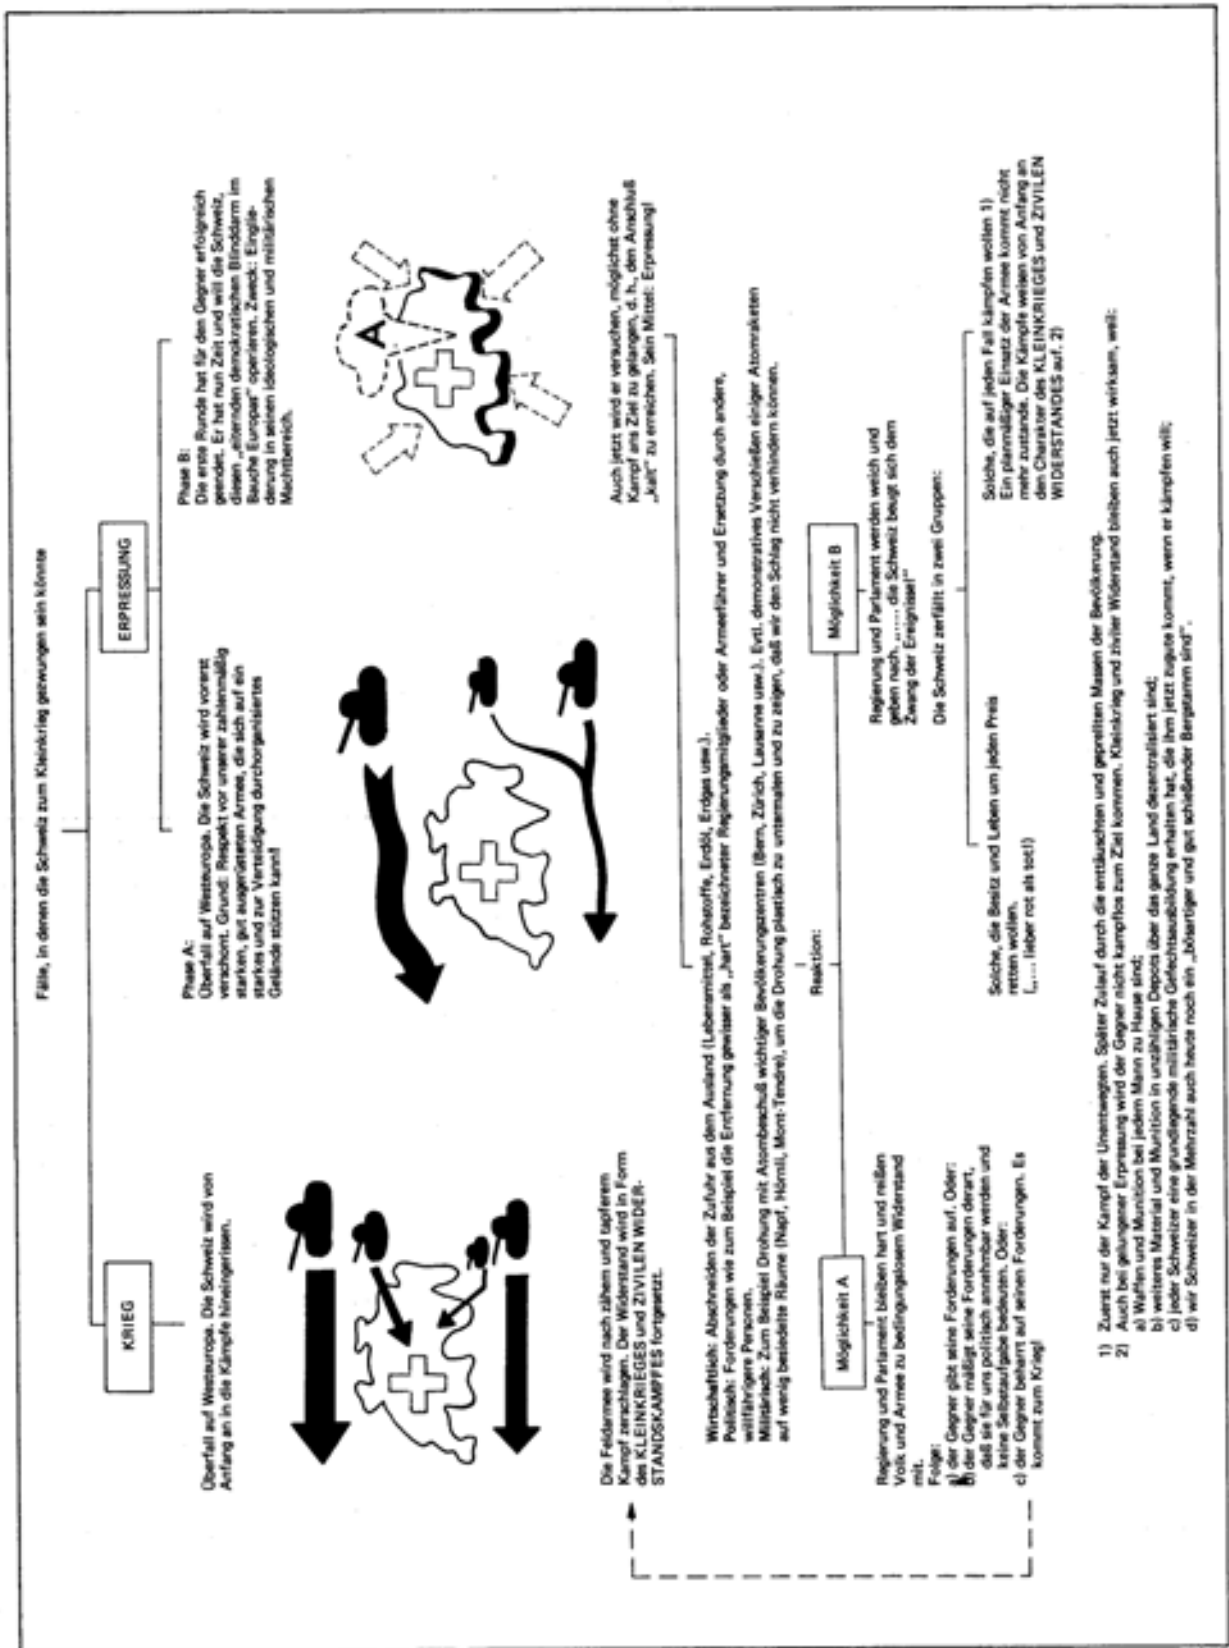 Fälle, in denen die Schweiz zum Kleinkrieg gezwungen sein könnte
KRIEG
Überfall auf Westeuropa. Die Schweiz wird von
Anfang an in die Kämpfe hineingerissen.
Die Feldarmee wird nach zähem und tapferem
Kampf zerschlagen. Der Widerstand wird in Form
des KLEINKRIEGES und ZIVILEN WIDER-
STANDSKAMPFES fortgesetzt.
ERPRESSUNG
Phase A:
Überfall auf Westeuropa. Die Schweiz wird vorerst
verschont. Grund: Respekt vor unserer zahlenmäßig
starken, gut ausgerüsteten Armee, die sich auf ein
starkes und zur Verteidigung durchorganisiertes
Gelände stützen kann!
Phase B:
Die erste Runde hat für den Gegner erfolgreich
geendet. Er hat nun Zeit und will die Schweiz,
diesen „eiternden demokratischen Blinddarm im
Bauche Europas" operieren. Zweck: Einglie-
derung in seinen ideologischen und militärischen
Machtbereich.
A
Auch jetzt wird er versuchen, möglichst ohne
Kampf ans Ziel zu gelangen, d. h., den Anschluß
„kalt" zu erreichen. Sein Mittel: Erpressung!
Wirtschaftlich: Abschneiden der Zufuhr aus dem Ausland (Lebensmittel, Rohstoffe, Erdöl, Erdgas usw.).
Politisch: Forderungen wie zum Beispiel die Entfernung gewisser als „hart" bezeichneter Regierungsmitglieder oder Armeeführer und Ersetzung durch andere,
willfährigere Personen.
Militärisch: Zum Beispiel Drohung mit Atombeschuß wichtiger Bevölkerungszentren (Bern, Zürich, Lausanne usw.). Evtl. demonstratives Verschießen einiger Atomraketen
auf wenig besiedelte Räume (Napf, Hörnli, Mont-Tendre), um die Drohung plastisch zu untermalen und zu zeigen, daß wir den Schlag nicht verhindern können.
Reaktion:
Möglichkeit A
Regierung und Parlament bleiben hart und reißen
Volk und Armee zu bedingungslosem Widerstand
mit.
Folge:
a) der Gegner gibt seine Forderungen auf. Oder:
b) der Gegner mäßigt seine Forderungen derart,
daß sie für uns politisch annehmbar werden und
keine Selbstaufgabe bedeuten. Oder:
c) der Gegner beharrt auf seinen Forderungen. Es
kommt zum Krieg!
Möglichkeit B
Regierung und Parlament werden weich und
geben nach. „..... die Schweiz beugt sich dem
Zwang der Ereignisse!"
Die Schweiz zerfällt in zwei Gruppen:
Solche, die Besitz und Leben um jeden Preis
retten wollen.
(„.... lieber rot als tot!)
Solche, die auf jeden Fall kämpfen wollen 1)
Ein planmäßiger Einsatz der Armee kommt nicht
mehr zustande. Die Kämpfe weisen von Anfang an
den Charakter des KLEINKRIEGES und ZIVILEN
WIDERSTANDES auf. 2)
1) Zuerst nur der Kampf der Unentwegten. Später Zulauf durch die enttäuschten und geprellten Massen der Bevölkerung.
2) Auch bei gelungener Erpressung wird der Gegner nicht kampflos zum Ziel kommen. Kleinkrieg und ziviler Widerstand bleiben auch jetzt wirksam, weil:
a) Waffen und Munition bei jedem Mann zu Hause sind;
b) weiteres Material und Munition in unzähligen Depots über das ganze Land dezentralisiert sind;
c) jeder Schweizer eine grundlegende militärische Gefechtsausbildung erhalten hat, die ihm jetzt zugute kommt, wenn er kämpfen will;
d) wir Schweizer in der Mehrzahl auch heute noch ein „bösartiger und gut schießender Bergstamm sind".